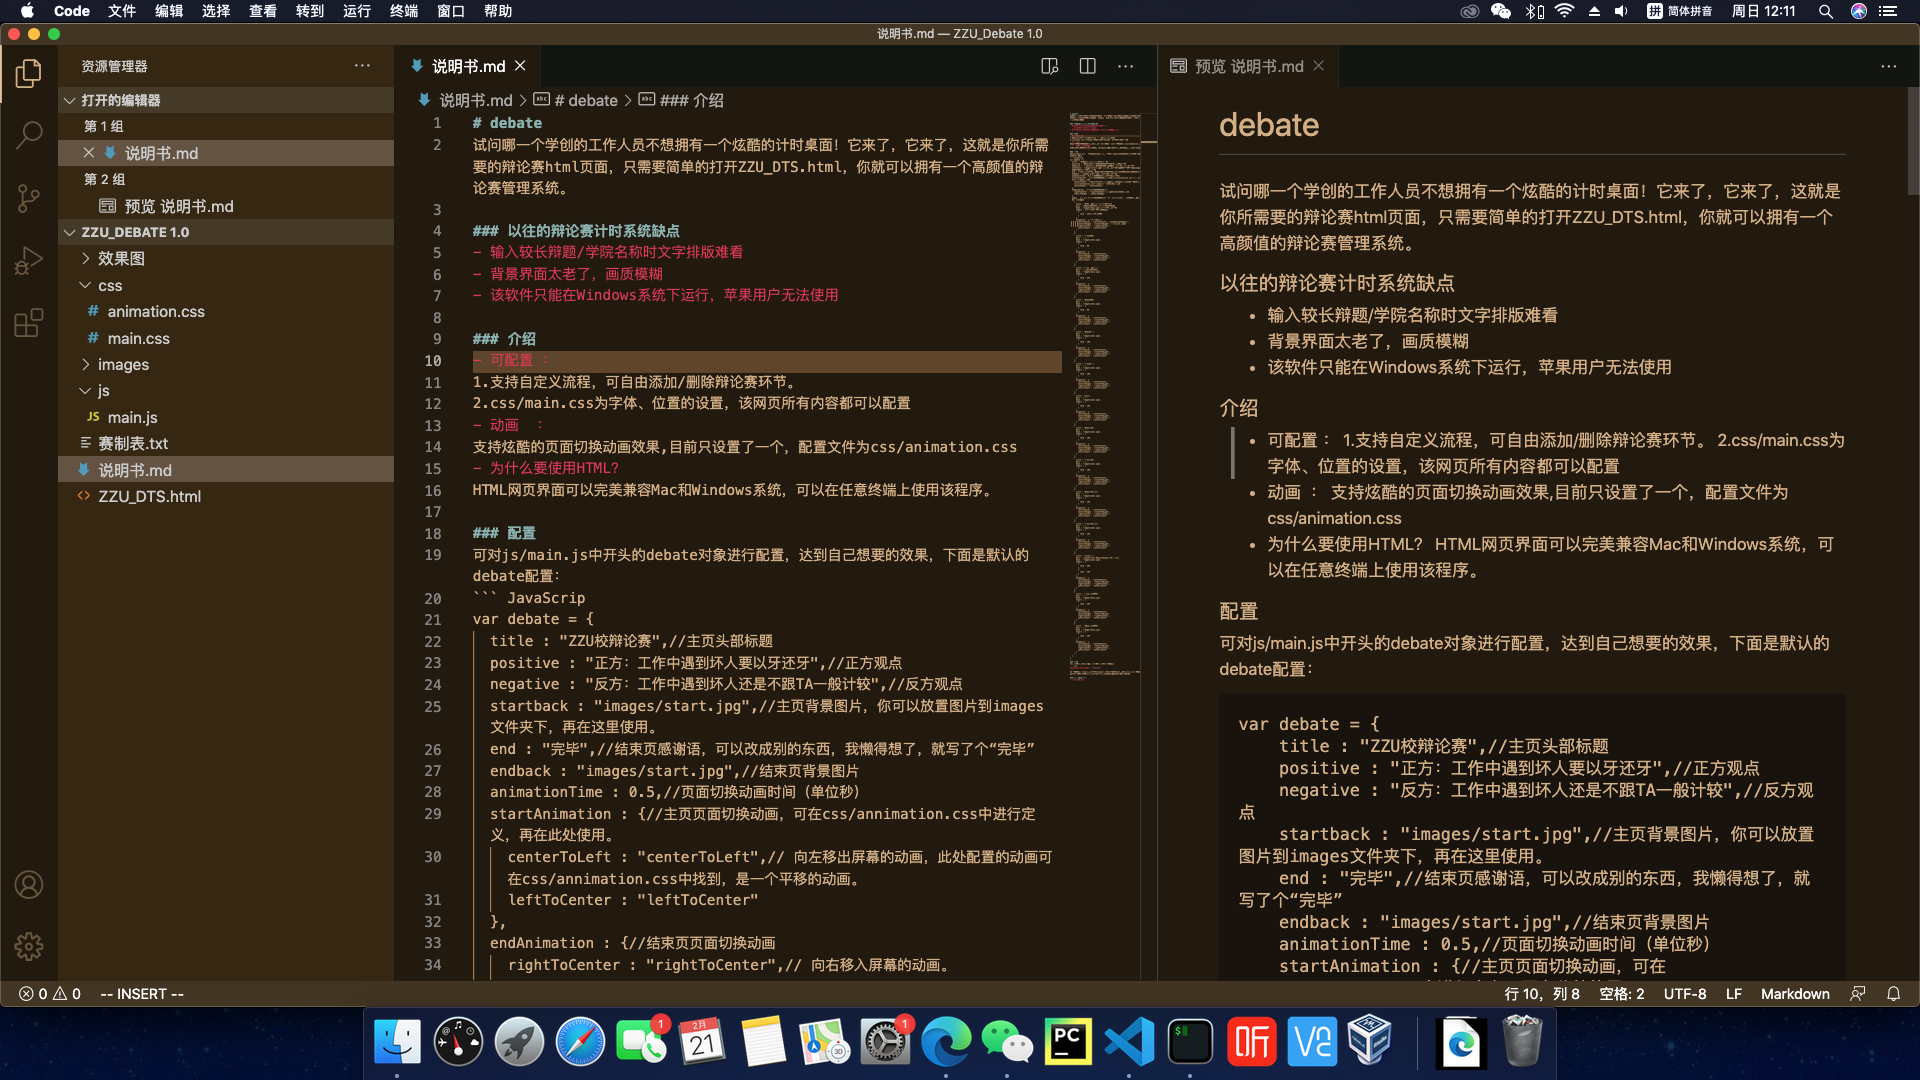 Code 文件 编辑 选择 查看 转到 运行 终端 窗口 帮助
拼 简体拼音 周日 12:11
说明书.md — ZZU_Debate 1.0
资源管理器
打开的编辑器
第 1 组
说明书.md
第 2 组
预览 说明书.md
ZZU_DEBATE 1.0
效果图
css
# animation.css
# main.css
images
js
JS main.js
赛制表.txt
说明书.md
<> ZZU_DTS.html
说明书.md
说明书.md > # debate > ### 介绍
1 # debate
2 试问哪一个学创的工作人员不想拥有一个炫酷的计时桌面！它来了，它来了，这就是你所需
要的辩论赛html页面，只需要简单的打开ZZU_DTS.html，你就可以拥有一个高颜值的辩
论赛管理系统。
3
4 ### 以往的辩论赛计时系统缺点
5 - 输入较长辩题/学院名称时文字排版难看
6 - 背景界面太老了，画质模糊
7 - 该软件只能在Windows系统下运行，苹果用户无法使用
8
9 ### 介绍
10 - 可配置 ：
11 1.支持自定义流程，可自由添加/删除辩论赛环节。
12 2.css/main.css为字体、位置的设置，该网页所有内容都可以配置
13 - 动画 ：
14 支持炫酷的页面切换动画效果,目前只设置了一个，配置文件为css/animation.css
15 - 为什么要使用HTML?
16 HTML网页界面可以完美兼容Mac和Windows系统，可以在任意终端上使用该程序。
17
18 ### 配置
19 可对js/main.js中开头的debate对象进行配置，达到自己想要的效果，下面是默认的
debate配置：
20 ``` JavaScrip
21 var debate = {
22 title : "ZZU校辩论赛",//主页头部标题
23 positive : "正方：工作中遇到坏人要以牙还牙",//正方观点
24 negative : "反方：工作中遇到坏人还是不跟TA一般计较",//反方观点
25 startback : "images/start.jpg",//主页背景图片，你可以放置图片到images
文件夹下，再在这里使用。
26 end : "完毕",//结束页感谢语，可以改成别的东西，我懒得想了，就写了个“完毕”
27 endback : "images/start.jpg",//结束页背景图片
28 animationTime : 0.5,//页面切换动画时间（单位秒）
29 startAnimation : {//主页页面切换动画，可在css/annimation.css中进行定
义，再在此处使用。
30 centerToLeft : "centerToLeft",// 向左移出屏幕的动画，此处配置的动画可
在css/annimation.css中找到，是一个平移的动画。
31 leftToCenter : "leftToCenter"
32 },
33 endAnimation : {//结束页页面切换动画
34 rightToCenter : "rightToCenter",// 向右移入屏幕的动画。
预览 说明书.md
debate
试问哪一个学创的工作人员不想拥有一个炫酷的计时桌面！它来了，它来了，这就是
你所需要的辩论赛html页面，只需要简单的打开ZZU_DTS.html，你就可以拥有一个
高颜值的辩论赛管理系统。
以往的辩论赛计时系统缺点
• 输入较长辩题/学院名称时文字排版难看
• 背景界面太老了，画质模糊
• 该软件只能在Windows系统下运行，苹果用户无法使用
介绍
• 可配置 ： 1.支持自定义流程，可自由添加/删除辩论赛环节。 2.css/main.css为
字体、位置的设置，该网页所有内容都可以配置
• 动画 ： 支持炫酷的页面切换动画效果,目前只设置了一个，配置文件为
css/animation.css
• 为什么要使用HTML? HTML网页界面可以完美兼容Mac和Windows系统，可
以在任意终端上使用该程序。
配置
可对js/main.js中开头的debate对象进行配置，达到自己想要的效果，下面是默认的
debate配置：
var debate = {
title : "ZZU校辩论赛",//主页头部标题
positive : "正方：工作中遇到坏人要以牙还牙",//正方观点
negative : "反方：工作中遇到坏人还是不跟TA一般计较",//反方观
点
startback : "images/start.jpg",//主页背景图片，你可以放置
图片到images文件夹下，再在这里使用。
end : "完毕",//结束页感谢语，可以改成别的东西，我懒得想了，就
写了个“完毕”
endback : "images/start.jpg",//结束页背景图片
animationTime : 0.5,//页面切换动画时间（单位秒）
startAnimation : {//主页页面切换动画，可在
0 0 -- INSERT --
行 10，列 8 空格: 2 UTF-8 LF Markdown
1
2月
21
1
PC
$
听